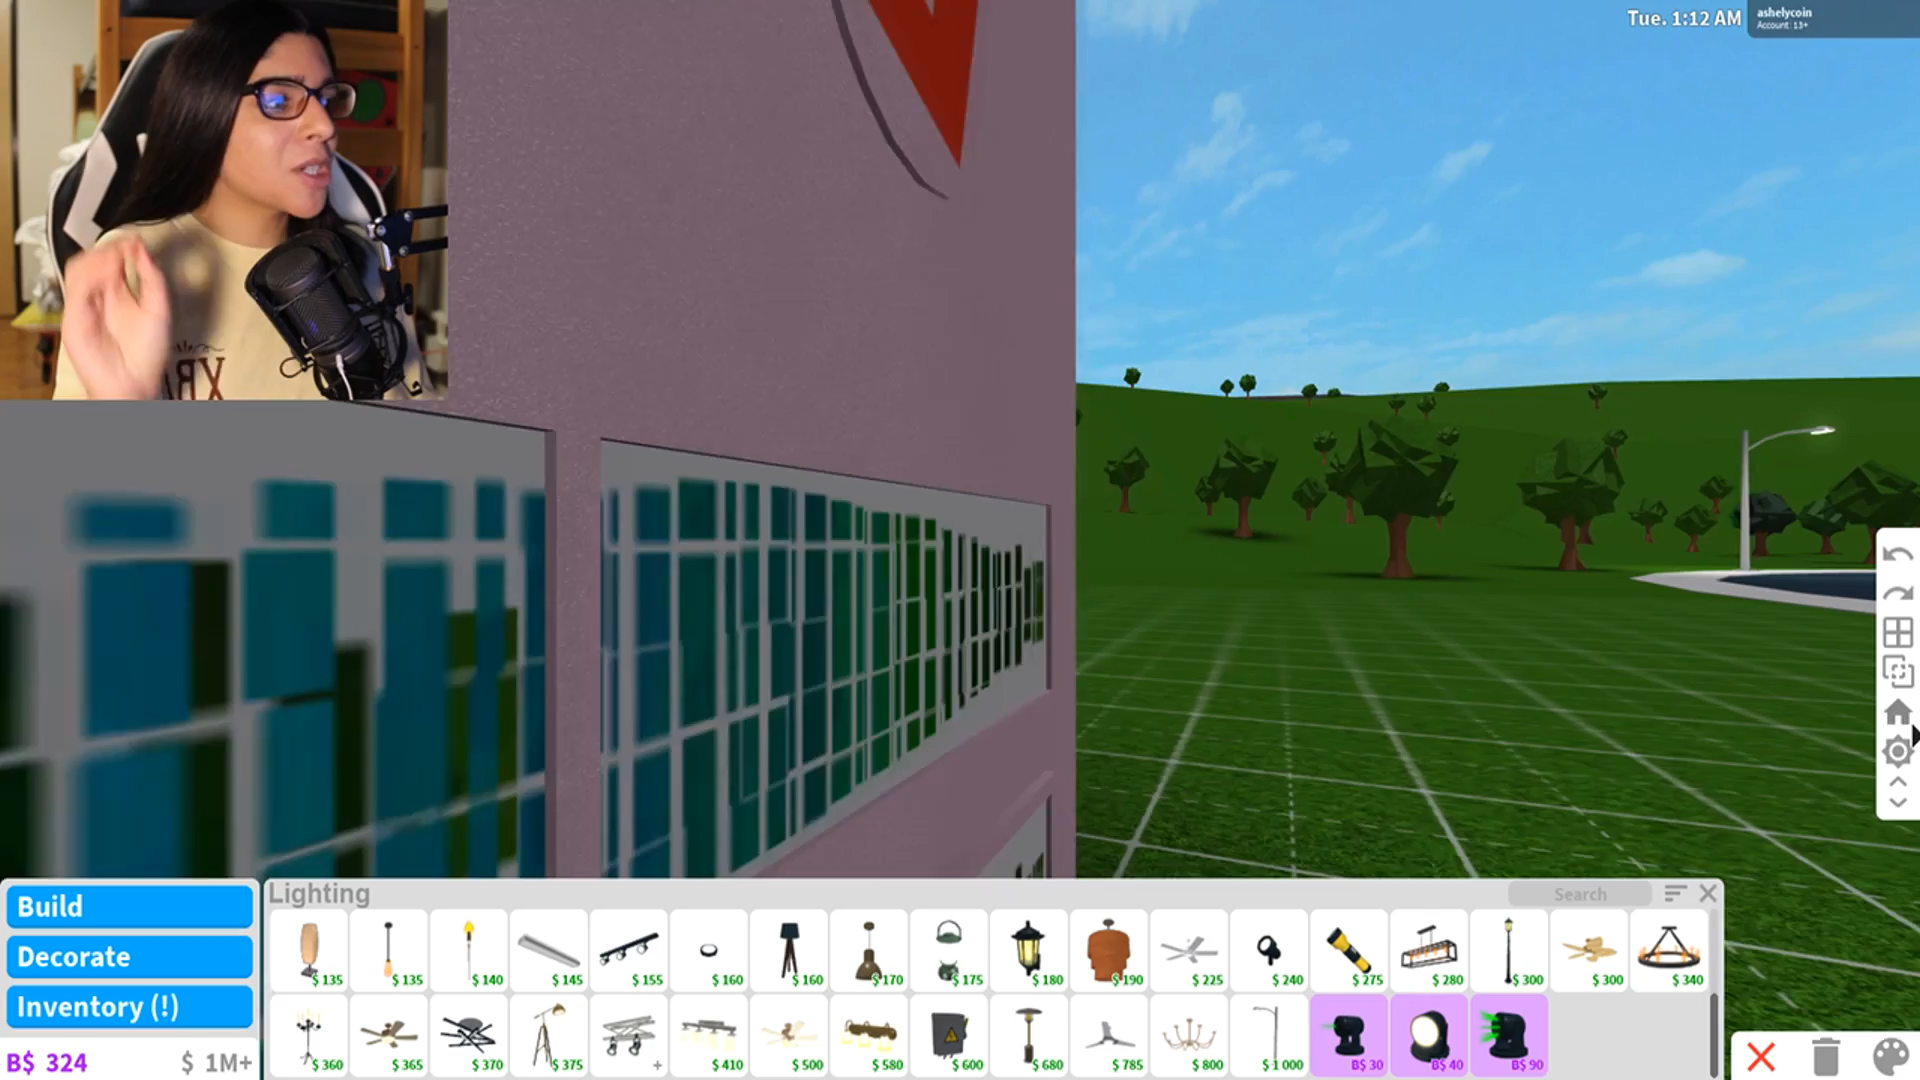 Tue. 1:12 AM
ashelycoin
Account: 13+
Build
Decorate
Inventory (!)
B$ 324
$ 1M+
Lighting
Search
$ 135 $ 135 $ 140 $ 145 $ 155 $ 160 $ 160 $ 170 $ 175 $ 180 $ 190 $ 225 $ 240 $ 275 $ 280 $ 300 $ 300 $ 340
$ 360 $ 365 $ 370 $ 375 + $ 410 $ 500 $ 580 $ 600 $ 680 $ 785 $ 800 $ 1 000 B$ 30 B$ 40 B$ 90